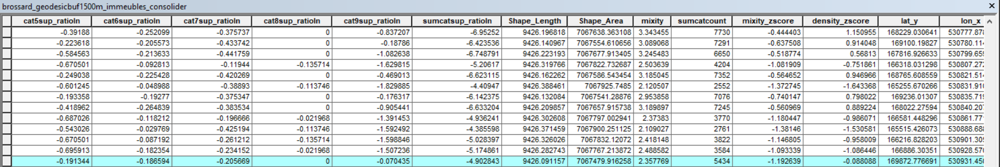 brossard_geodesicbuf1500m_immeubles_consolider
cat5sup_ratioln cat6sup_ratioln cat7sup_ratioln cat8sup_ratioln cat9sup_ratioln sumcatsup_ratioln Shape_Length Shape_Area mixity sumcatcount mixity_zscore density_zscore lat_y lon_x
-0.39188 -0.252099 -0.375737 0 -0.837207 -6.95252 9426.196818 7067638.363108 3.343455 7730 -0.444403 1.150955 168229.030641 530777.87
-0.223618 -0.205573 -0.433742 0 -0.18786 -6.423536 9426.140967 7067554.610656 3.089068 7291 -0.637508 0.914048 169100.19827 530780.11
-0.584563 -0.213633 -0.441759 0 -1.082638 -6.748791 9426.223193 7067677.913405 3.245483 6650 -0.518774 0.56813 167816.926633 530799.65
-0.670501 -0.092813 -0.11944 -0.135714 -1.629815 -5.20617 9426.319766 7067822.732687 2.503639 4204 -1.081909 -0.751861 166318.031298 530807.27
-0.249038 -0.225428 -0.420269 0 -0.469013 -6.623115 9426.162262 7067586.543454 3.185045 7352 -0.564652 0.946966 168765.608559 530821.51
-0.601245 -0.048988 -0.38893 -0.113746 -1.829885 -4.40947 9426.388461 7067925.7485 2.120507 2552 -1.372745 -1.643368 165255.670266 530831.91
-0.193358 -0.19277 -0.375347 0 -0.176317 -6.142375 9426.132084 7067541.28876 2.953858 7076 -0.740147 0.798022 169236.01307 530835.71
-0.418962 -0.264839 -0.383534 0 -0.905441 -6.633204 9426.209857 7067657.915738 3.189897 7245 -0.560969 0.889224 168022.27594 530840.20
-0.687026 -0.118212 -0.196666 -0.021968 -1.391453 -4.936241 9426.302608 7067797.002941 2.37383 3770 -1.180447 -0.986071 166581.448296 530861.77
-0.543026 -0.029769 -0.425194 -0.113746 -1.592492 -4.385598 9426.371459 7067900.251125 2.109027 2761 -1.38146 -1.530581 165515.426073 530888.68
-0.670501 -0.087192 -0.261212 -0.135714 -1.598846 -5.028397 9426.326026 7067832.12072 2.418148 3822 -1.146805 -0.958009 166216.828203 530901.30
-0.695913 -0.182354 -0.234152 -0.021968 -1.507236 -5.174861 9426.282743 7067767.213872 2.488582 3584 -1.093339 -1.086446 166886.30351 530928.57
-0.191344 -0.186594 -0.205669 0 -0.070435 -4.902843 9426.091157 7067479.916258 2.357769 5434 -1.192639 -0.088088 169872.776691 530931.45